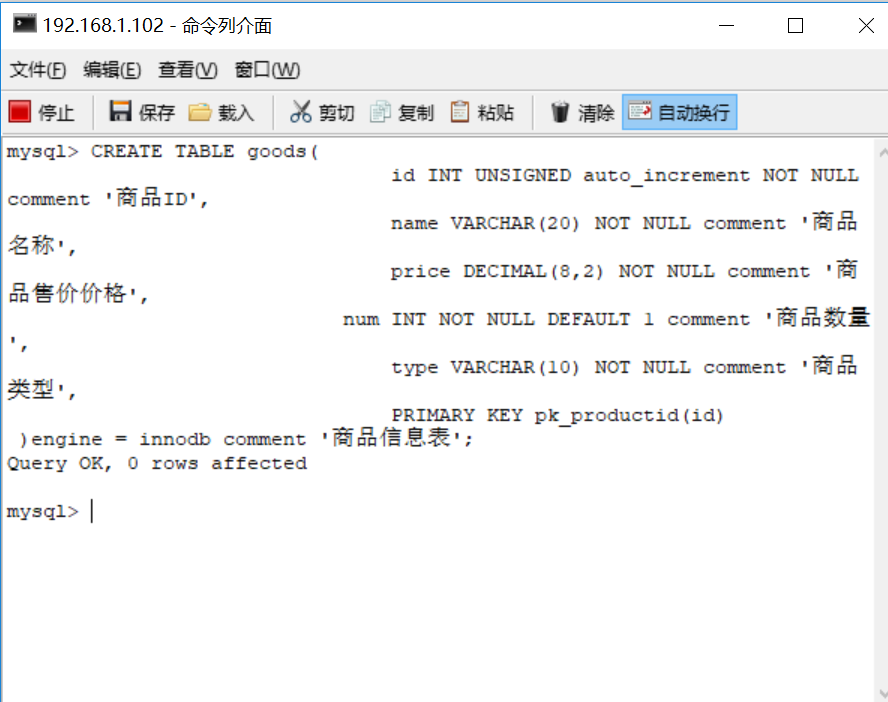 192.168.1.102 - 命令列介面
文件(F) 编辑(E) 查看(V) 窗口(W)
停止 保存 载入 剪切 复制 粘贴 清除 自动换行
mysql> CREATE TABLE goods(
id INT UNSIGNED auto_increment NOT NULL
comment '商品ID',
name VARCHAR(20) NOT NULL comment '商品
名称',
price DECIMAL(8,2) NOT NULL comment '商
品售价价格',
num INT NOT NULL DEFAULT 1 comment '商品数量
',
type VARCHAR(10) NOT NULL comment '商品
类型',
PRIMARY KEY pk_productid(id)
)engine = innodb comment '商品信息表';
Query OK, 0 rows affected
mysql>